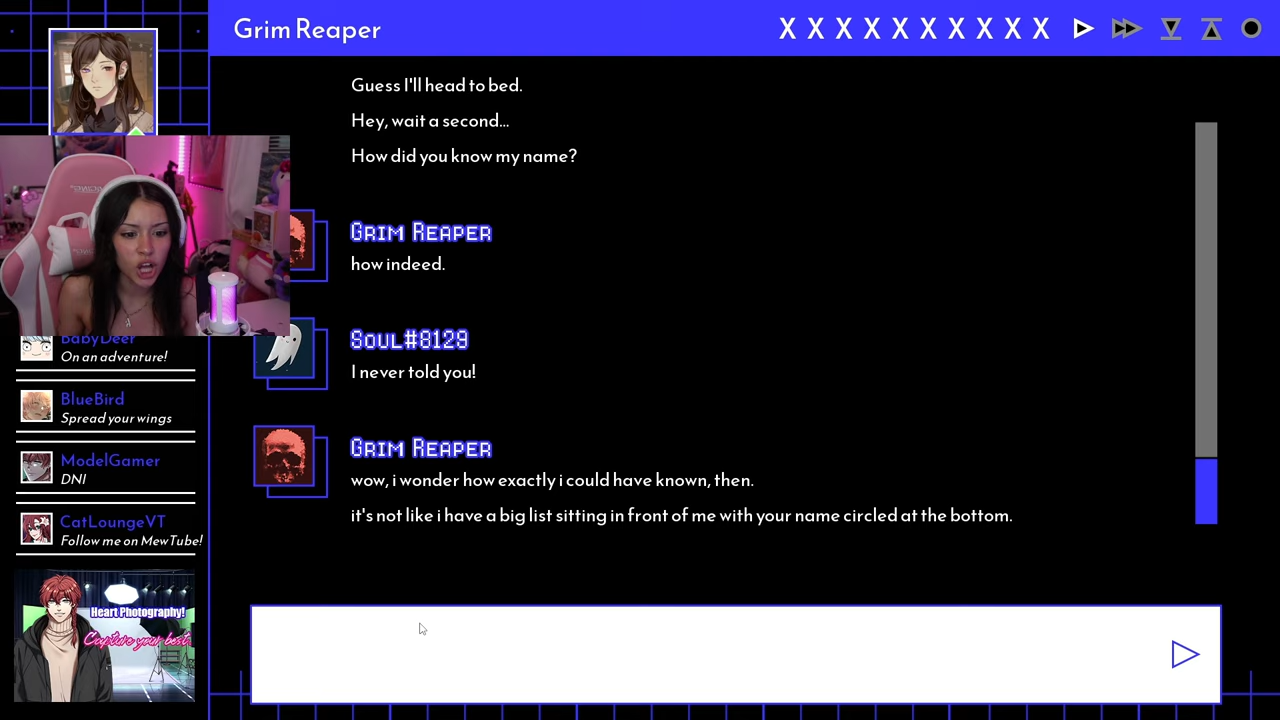 Grim Reaper
X X X X X X X X X X
Guess I'll head to bed.
Hey, wait a second...
How did you know my name?
Grim Reaper
how indeed.
Soul#8129
I never told you!
Grim Reaper
wow, i wonder how exactly i could have known, then.
it's not like i have a big list sitting in front of me with your name circled at the bottom.
BabyDeer
On an adventure!
BlueBird
Spread your wings
ModelGamer
DNI
CatLoungeVT
Follow me on MewTube!
Heart Photography!
Capture your best